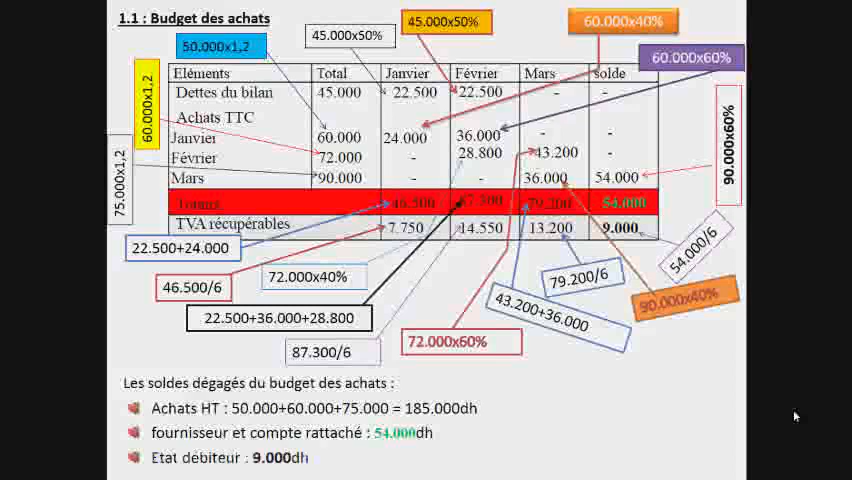 1.1 : Budget des achats
45.000x50%
60.000x40%
50.000x1,2
45.000x50%
60.000x60%
60.000x1,2
Eléments Total Janvier Février Mars solde
Dettes du bilan 45.000 22.500 22.500 - -
Achats TTC
Janvier 60.000 24.000 36.000 - -
Février 72.000 - 28.800 43.200
Mars 90.000 - - 36.000 54.000
Totaux 46.500 87.300 79.200 54.000
TVA récupérables 7.750 14.550 13.200 9.000
75.000x1,2
90.000x60%
22.500+24.000
54.000/6
46.500/6
72.000x40%
79.200/6
22.500+36.000+28.800
43.200+36.000
90.000x40%
87.300/6
72.000x60%
Les soldes dégagés du budget des achats :
Achats HT : 50.000+60.000+75.000 = 185.000dh
fournisseur et compte rattaché : 54.000dh
Etat débiteur : 9.000dh